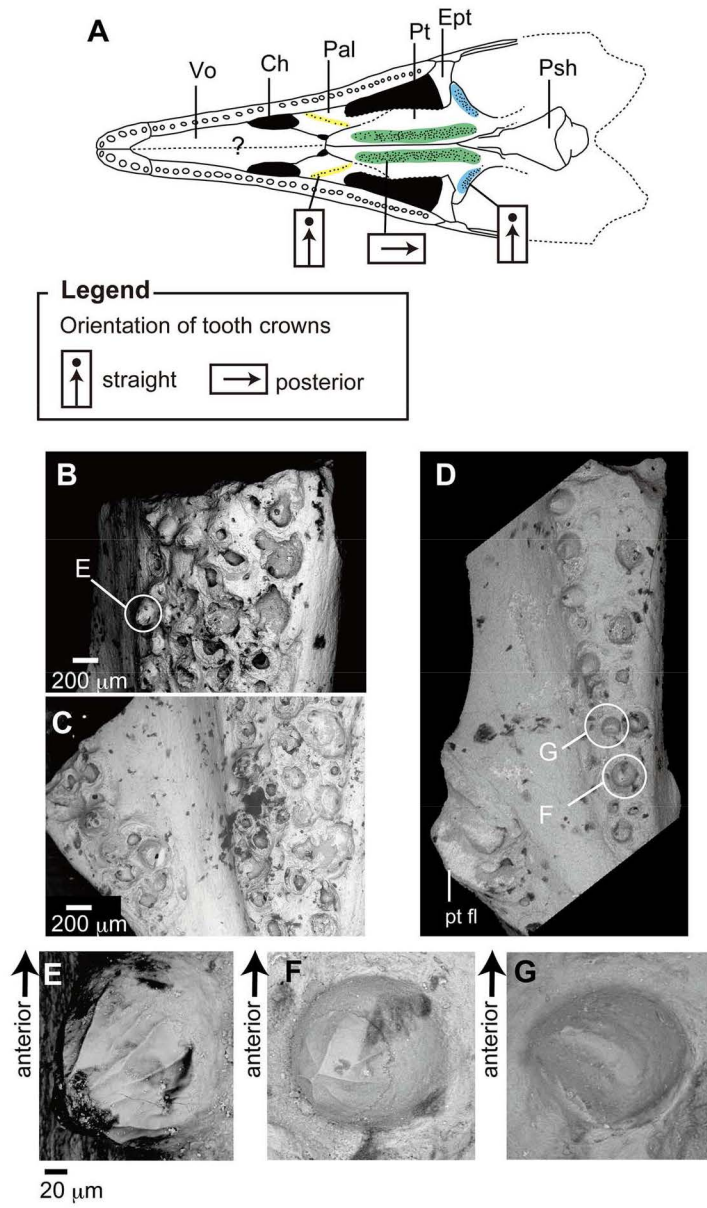 A
Vo
Ch
Pal
Pt
Ept
Psh
?
Legend
Orientation of tooth crowns
straight
posterior
B
E
200 µm
C
200 µm
D
G
F
pt fl
anterior
E
20 µm
anterior
F
anterior
G